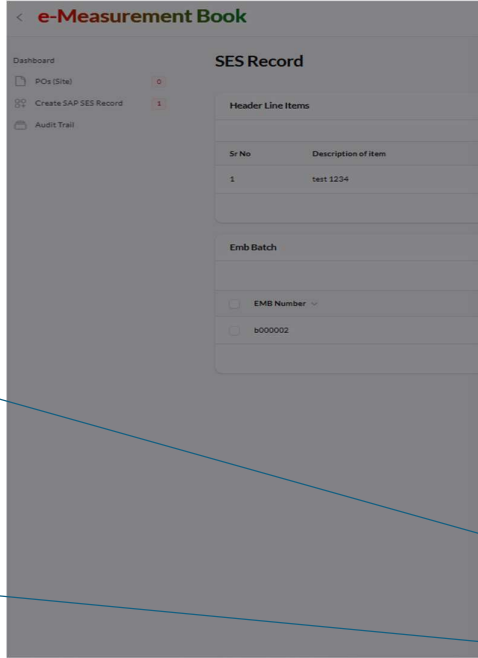 e-Measurement Book
Dashboard
POs (Site) 0
Create SAP SES Record 1
Audit Trail
SES Record
Header Line Items
Sr No Description of item
1 test 1234
Emb Batch
EMB Number
b000002